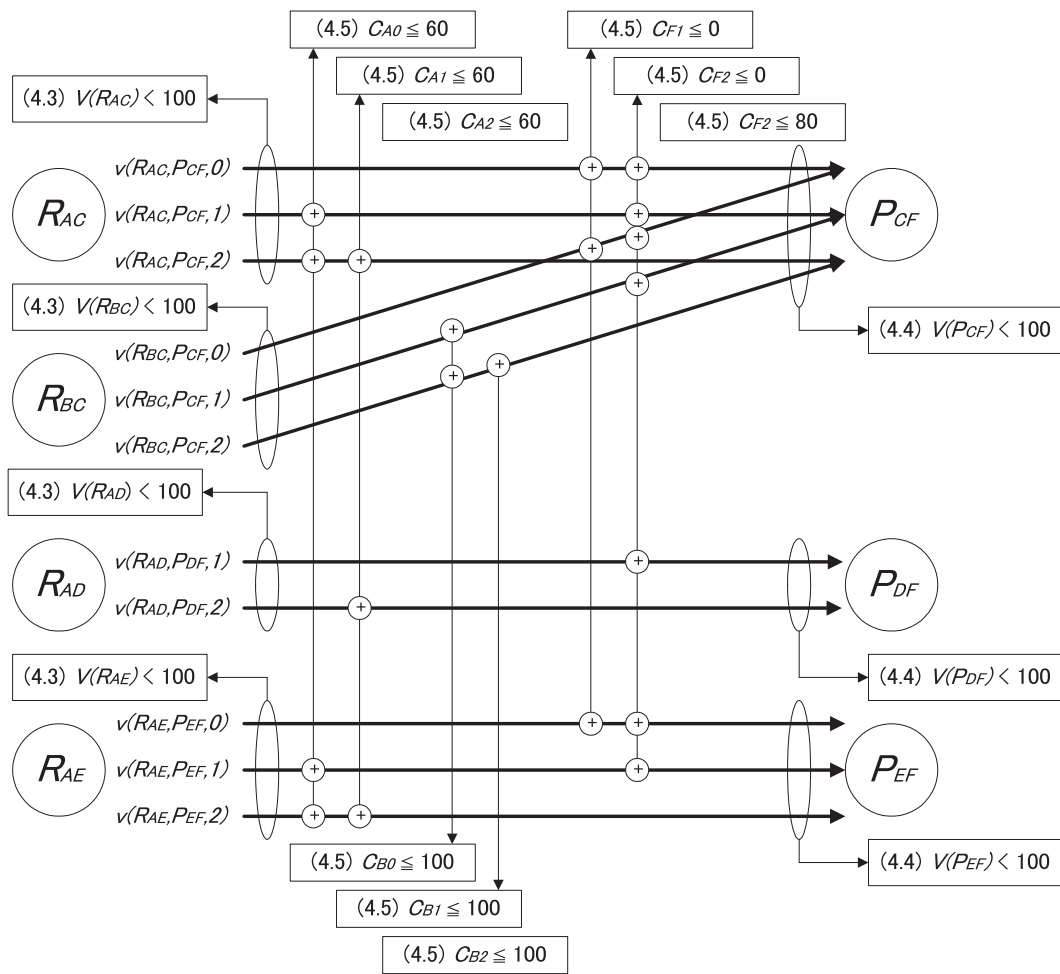 (4.5) CA0 ≦ 60
(4.5) CF1 ≦ 0
(4.5) CA1 ≦ 60
(4.5) CF2 ≦ 0
(4.3) V(RAC) < 100
(4.5) CA2 ≦ 60
(4.5) CF2 ≦ 80
v(RAC,PCF,0)
RAC
v(RAC,PCF,1)
PCF
v(RAC,PCF,2)
(4.3) V(RBC) < 100
(4.4) V(PCF) < 100
v(RBC,PCF,0)
RBC
v(RBC,PCF,1)
v(RBC,PCF,2)
(4.3) V(RAD) < 100
v(RAD,PDF,1)
RAD
PDF
v(RAD,PDF,2)
(4.3) V(RAE) < 100
(4.4) V(PDF) < 100
v(RAE,PEF,0)
RAE
v(RAE,PEF,1)
PEF
v(RAE,PEF,2)
(4.5) CB0 ≦ 100
(4.4) V(PEF) < 100
(4.5) CB1 ≦ 100
(4.5) CB2 ≦ 100